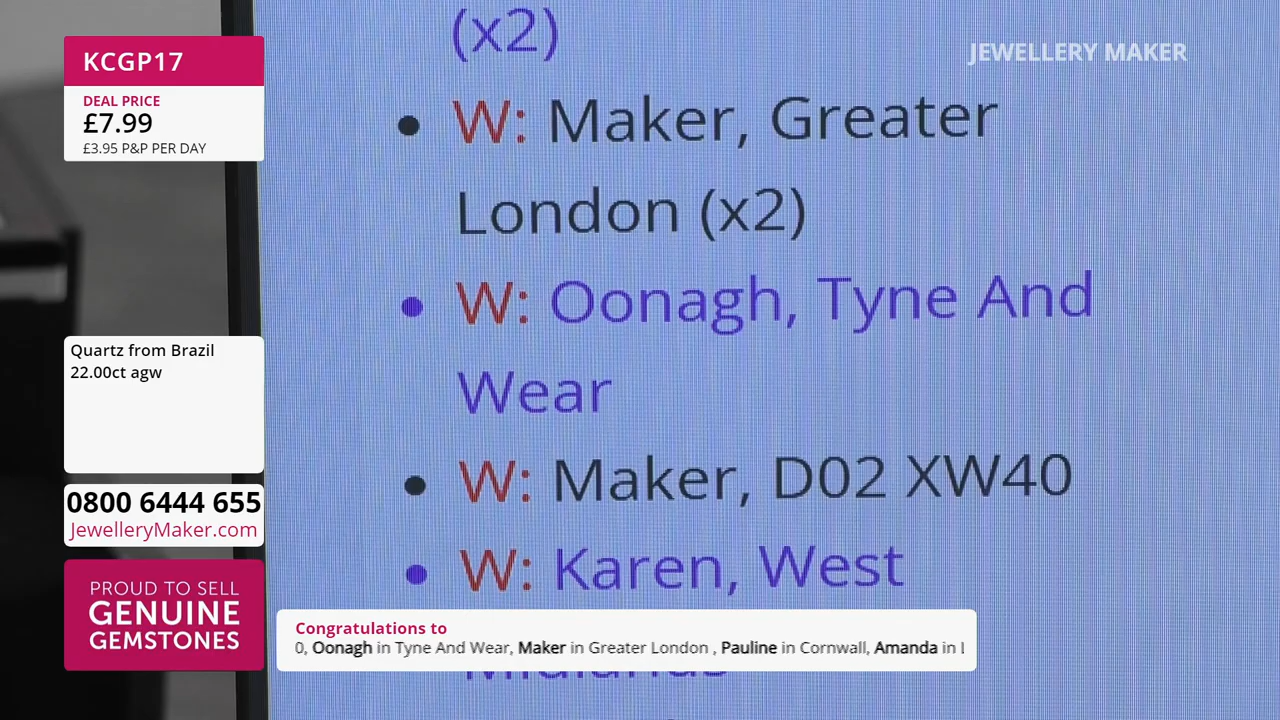 KCGP17
DEAL PRICE
£7.99
£3.95 P&P PER DAY
Quartz from Brazil
22.00ct agw
0800 6444 655
JewelleryMaker.com
PROUD TO SELL
GENUINE
GEMSTONES
JEWELLERY MAKER
(x2)
• W: Maker, Greater
London (x2)
• W: Oonagh, Tyne And
Wear
• W: Maker, D02 XW40
• W: Karen, West
Midlands
Congratulations to
0, Oonagh in Tyne And Wear, Maker in Greater London , Pauline in Cornwall, Amanda in